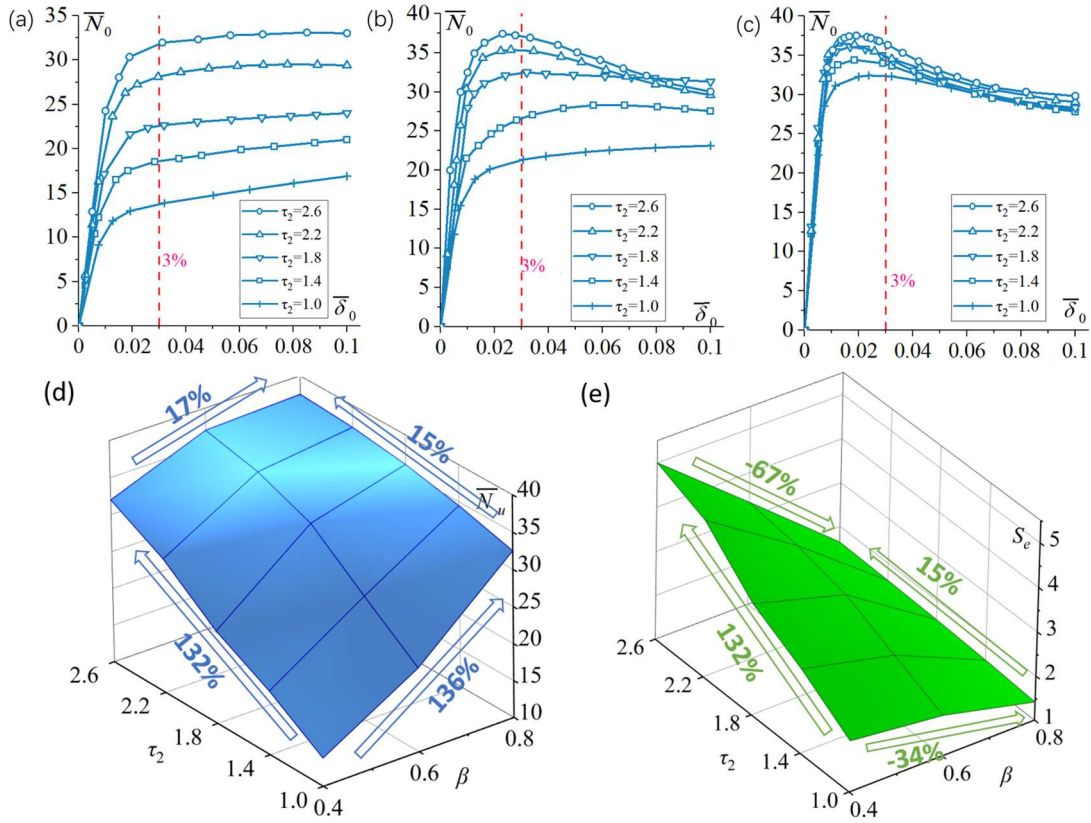 (a)
N̅₀
35
30
25
20
15
10
5
0
0 0.02 0.04 0.06 0.08 0.1
3%
τ₂=2.6
τ₂=2.2
τ₂=1.8
τ₂=1.4
τ₂=1.0
δ̅₀
(b)
N̅₀
40
35
30
25
20
15
10
5
0
0 0.02 0.04 0.06 0.08 0.1
3%
τ₂=2.6
τ₂=2.2
τ₂=1.8
τ₂=1.4
τ₂=1.0
δ̅₀
(c)
N̅₀
40
35
30
25
20
15
10
5
0
0 0.02 0.04 0.06 0.08 0.1
3%
τ₂=2.6
τ₂=2.2
τ₂=1.8
τ₂=1.4
τ₂=1.0
δ̅₀
(d)
17%
15%
132%
136%
N̅ᵤ
40
35
30
25
20
15
10
2.6
2.2
1.8
1.4
1.0
τ₂
0.4
0.6
0.8
β
(e)
-67%
15%
132%
-34%
Sₑ
5
4
3
2
1
2.6
2.2
1.8
1.4
1.0
τ₂
0.4
0.6
0.8
β